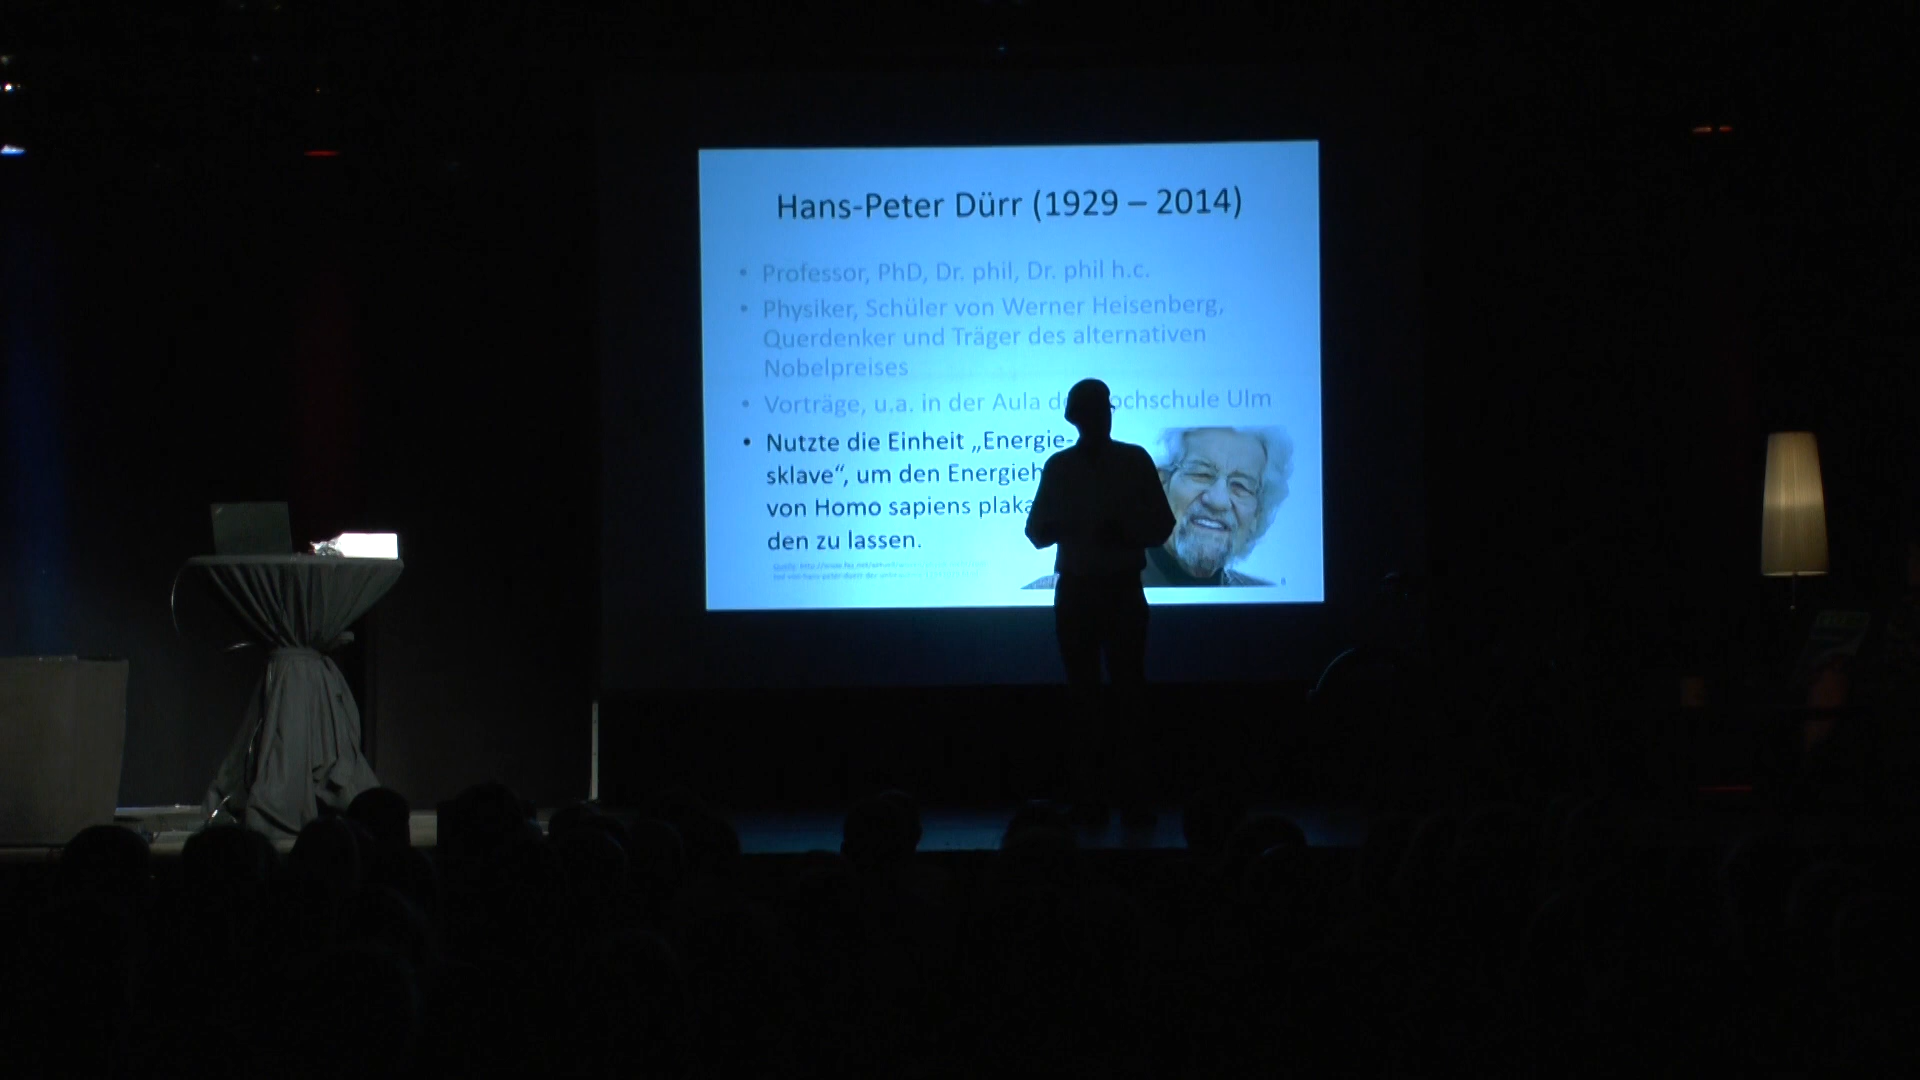 Hans-Peter Dürr (1929 – 2014)
• Professor, PhD, Dr. phil, Dr. phil h.c.
• Physiker, Schüler von Werner Heisenberg,
Querdenker und Träger des alternativen
Nobelpreises
• Vorträge, u.a. in der Aula ochschule Ulm
• Nutzte die Einheit „Energie-
sklave“, um den Energieh
von Homo sapiens plaka
den zu lassen.
8